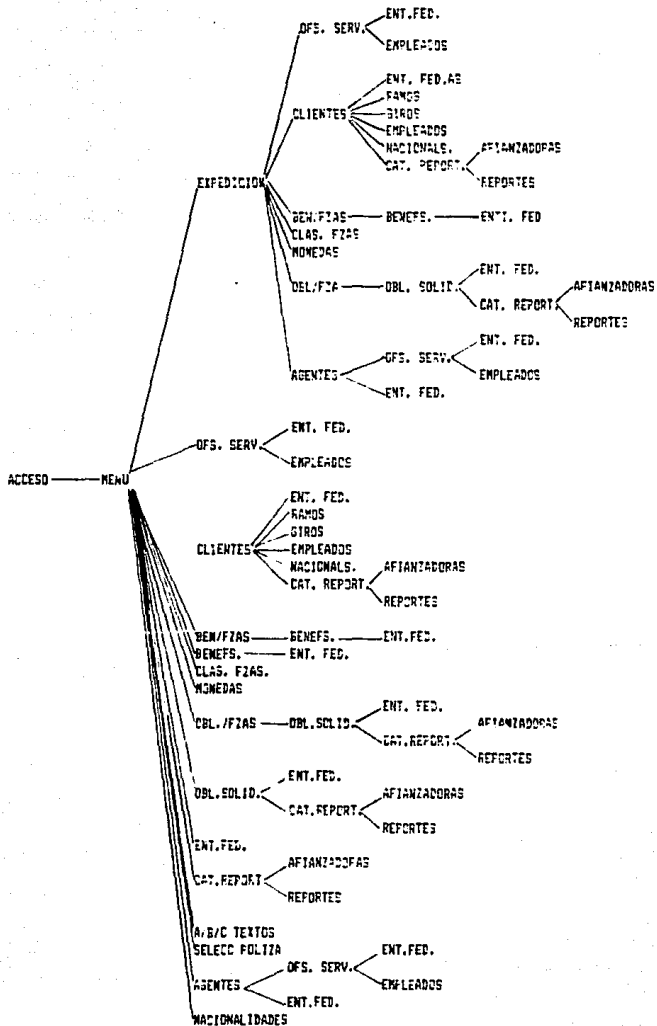 ENT.FED.
OFS. SERV.
EMPLEADOS
ENT. FED.AS
RAMOS
CLIENTES
GIROS
EMPLEADOS
NACIONALS.
CAT. REPORT.
AFIANZADORAS
EXPEDICION
REPORTES
BEN/FZAS
BENEFS.
ENTI. FED
CLAS. FZAS
MONEDAS
ENT. FED.
OBL/FZA
OBL. SOLID.
AFIANZADORAS
CAT. REPORT.
REPORTES
ENT. FED.
OFS. SERV.
AGENTES
EMPLEADOS
ENT. FED.
ENT. FED.
OFS. SERV.
EMPLEADOS
ACCESO
MENU
ENT. FED.
RAMOS
GIROS
CLIENTES
EMPLEADOS
NACIONALS.
AFIANZADORAS
CAT. REPORT.
REPORTES
BEN/FZAS
BENEFS.
ENT.FED.
BENEFS.
ENT. FED.
CLAS. FZAS.
MONEDAS
ENT. FED.
OBL./FZAS
OBL.SOLID.
AFIANZADORAS
CAT.REPORT.
REPORTES
ENT.FED.
OBL.SOLID.
AFIANZADORAS
CAT.REPORT.
REPORTES
ENT.FED.
AFIANZADORAS
CAT.REPORT
REPORTES
A/B/C TEXTOS
SELECC POLIZA
ENT.FED.
OFS. SERV.
AGENTES
EMPLEADOS
ENT.FED.
NACIONALIDADES